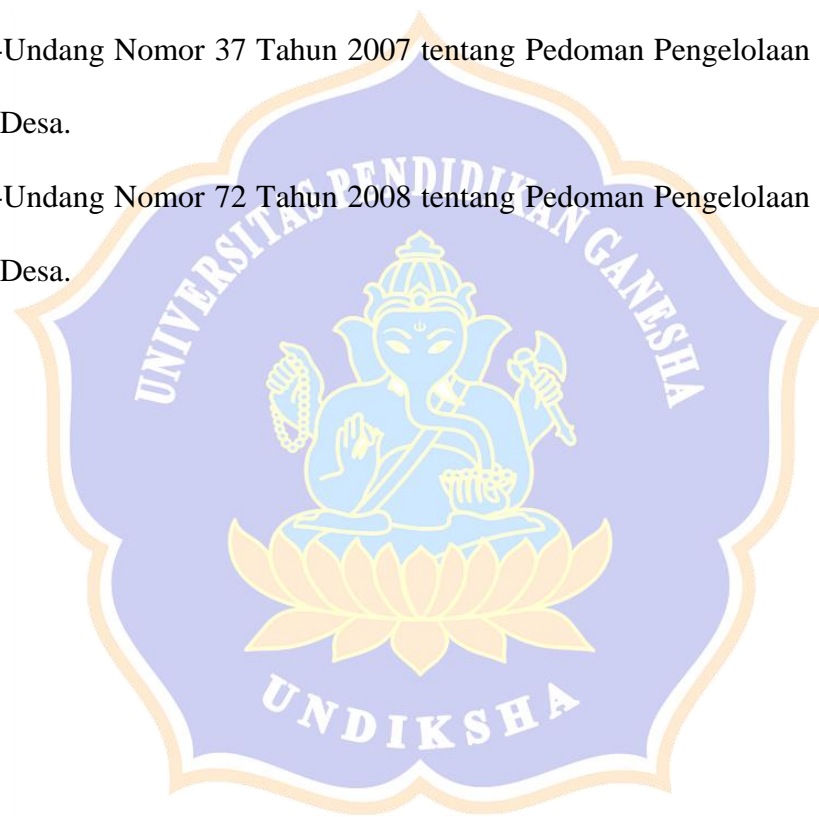 -Undang Nomor 37 Tahun 2007 tentang Pedoman Pengelolaan
Desa.
-Undang Nomor 72 Tahun 2008 tentang Pedoman Pengelolaan
Desa.
UNIVERSITAS PENDIDIKAN GANESHA
UNDIKSHA